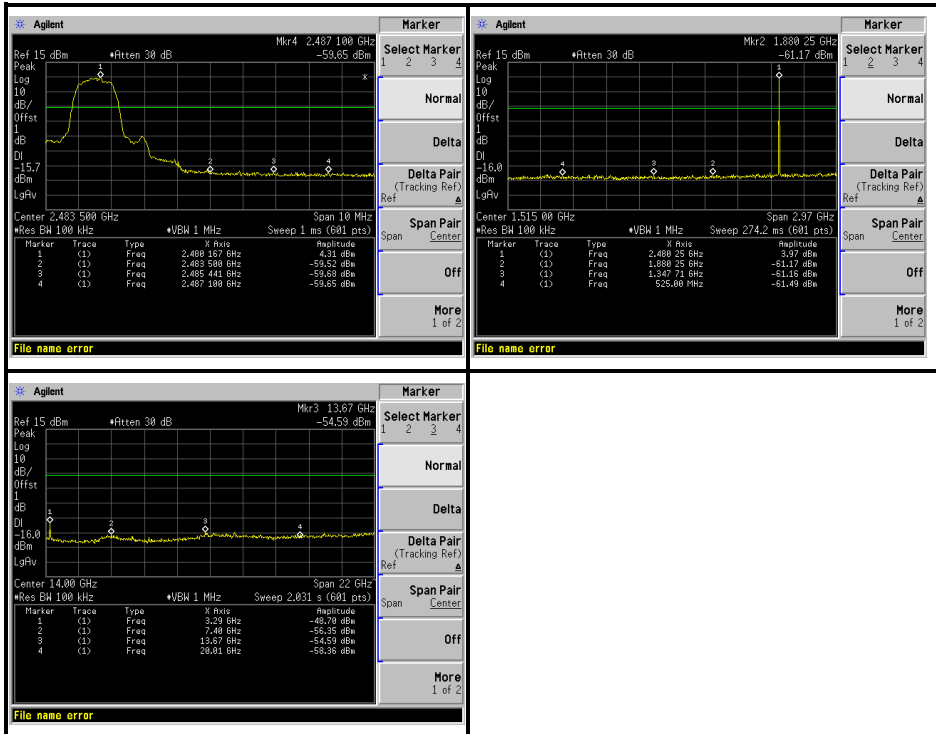 Agilent
Marker
Mkr4 2.487 100 GHz
Ref 15 dBm #Atten 30 dB -59.65 dBm
Peak
Log
10
dB/
Offst
1
dB
DI
-15.7
dBm
LgAv
1
2
3
4
Center 2.483 500 GHz Span 10 MHz
#Res BW 100 kHz #VBW 1 MHz Sweep 1 ms (601 pts)
Marker Trace Type X Axis Amplitude
1 (1) Freq 2.480 167 GHz 4.31 dBm
2 (1) Freq 2.483 500 GHz -59.52 dBm
3 (1) Freq 2.485 441 GHz -59.68 dBm
4 (1) Freq 2.487 100 GHz -59.65 dBm
File name error
Select Marker
1 2 3 4
Normal
Delta
Delta Pair
(Tracking Ref)
Ref Δ
Span Pair
Span Center
Off
More
1 of 2
Agilent
Marker
Mkr2 1.880 25 GHz
Ref 15 dBm #Atten 30 dB -61.17 dBm
Peak
Log
10
dB/
Offst
1
dB
DI
-16.0
dBm
LgAv
1
4
3
2
Center 1.515 00 GHz Span 2.97 GHz
#Res BW 100 kHz #VBW 1 MHz Sweep 274.2 ms (601 pts)
Marker Trace Type X Axis Amplitude
1 (1) Freq 2.480 25 GHz 3.97 dBm
2 (1) Freq 1.880 25 GHz -61.17 dBm
3 (1) Freq 1.347 71 GHz -61.16 dBm
4 (1) Freq 525.00 MHz -61.49 dBm
File name error
Select Marker
1 2 3 4
Normal
Delta
Delta Pair
(Tracking Ref)
Ref Δ
Span Pair
Span Center
Off
More
1 of 2
Agilent
Marker
Mkr3 13.67 GHz
Ref 15 dBm #Atten 30 dB -54.59 dBm
Peak
Log
10
dB/
Offst
1
dB
DI
-16.0
dBm
LgAv
1
2
3
4
Center 14.00 GHz Span 22 GHz
#Res BW 100 kHz #VBW 1 MHz Sweep 2.031 s (601 pts)
Marker Trace Type X Axis Amplitude
1 (1) Freq 3.29 GHz -48.70 dBm
2 (1) Freq 7.40 GHz -56.35 dBm
3 (1) Freq 13.67 GHz -54.59 dBm
4 (1) Freq 20.01 GHz -58.36 dBm
File name error
Select Marker
1 2 3 4
Normal
Delta
Delta Pair
(Tracking Ref)
Ref Δ
Span Pair
Span Center
Off
More
1 of 2